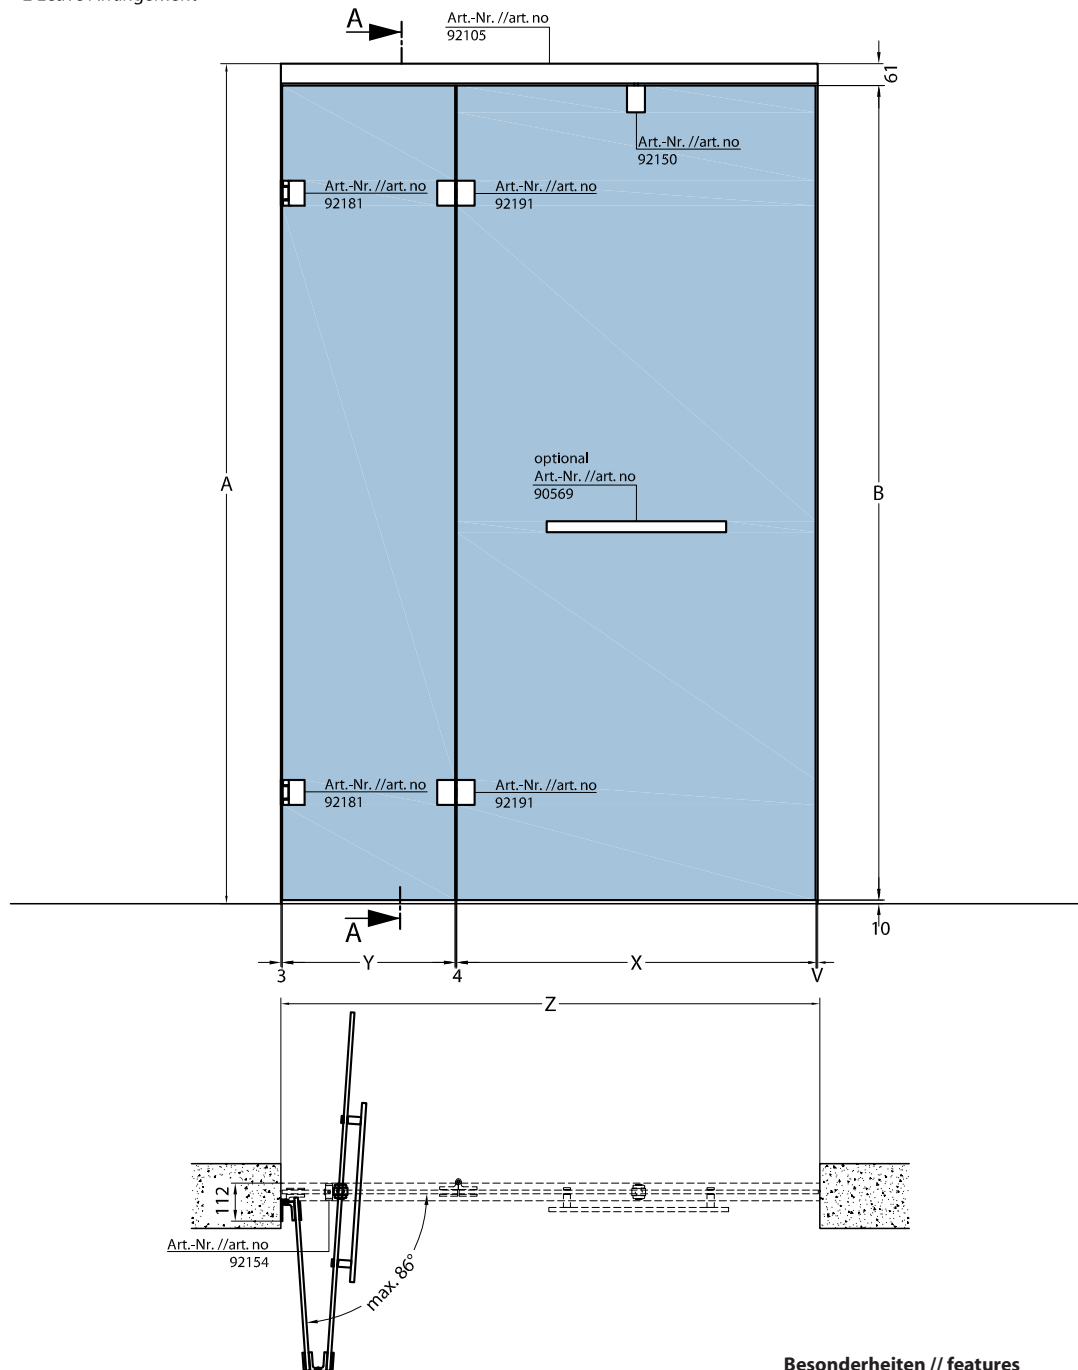 A
Art.-Nr. //art. no
92105
61
Art.-Nr. //art. no
92150
Art.-Nr. //art. no
92181
Art.-Nr. //art. no
92191
optional
Art.-Nr. //art. no
90569
A
B
Art.-Nr. //art. no
92181
Art.-Nr. //art. no
92191
A
10
3
Y
4
X
V
Z
112
Art.-Nr. //art. no
92154
max. 86°
Besonderheiten // features